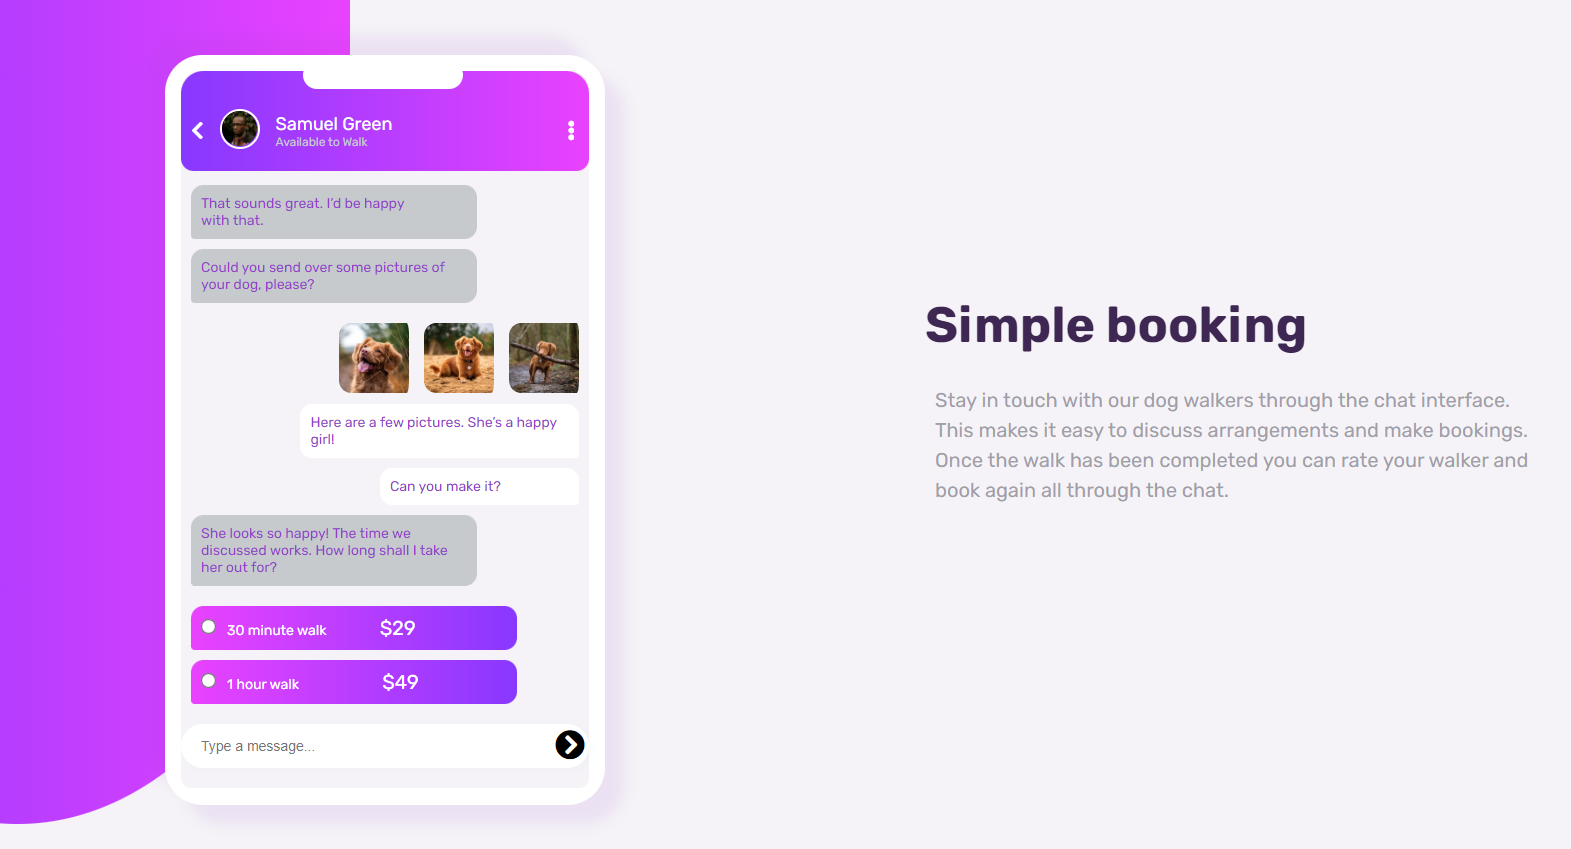 Samuel Green
Available to Walk
That sounds great. I’d be happy
with that.
Could you send over some pictures of
your dog, please?
Here are a few pictures. She’s a happy
girl!
Can you make it?
She looks so happy! The time we
discussed works. How long shall I take
her out for?
30 minute walk $29
1 hour walk $49
Type a message...
Simple booking
Stay in touch with our dog walkers through the chat interface.
This makes it easy to discuss arrangements and make bookings.
Once the walk has been completed you can rate your walker and
book again all through the chat.